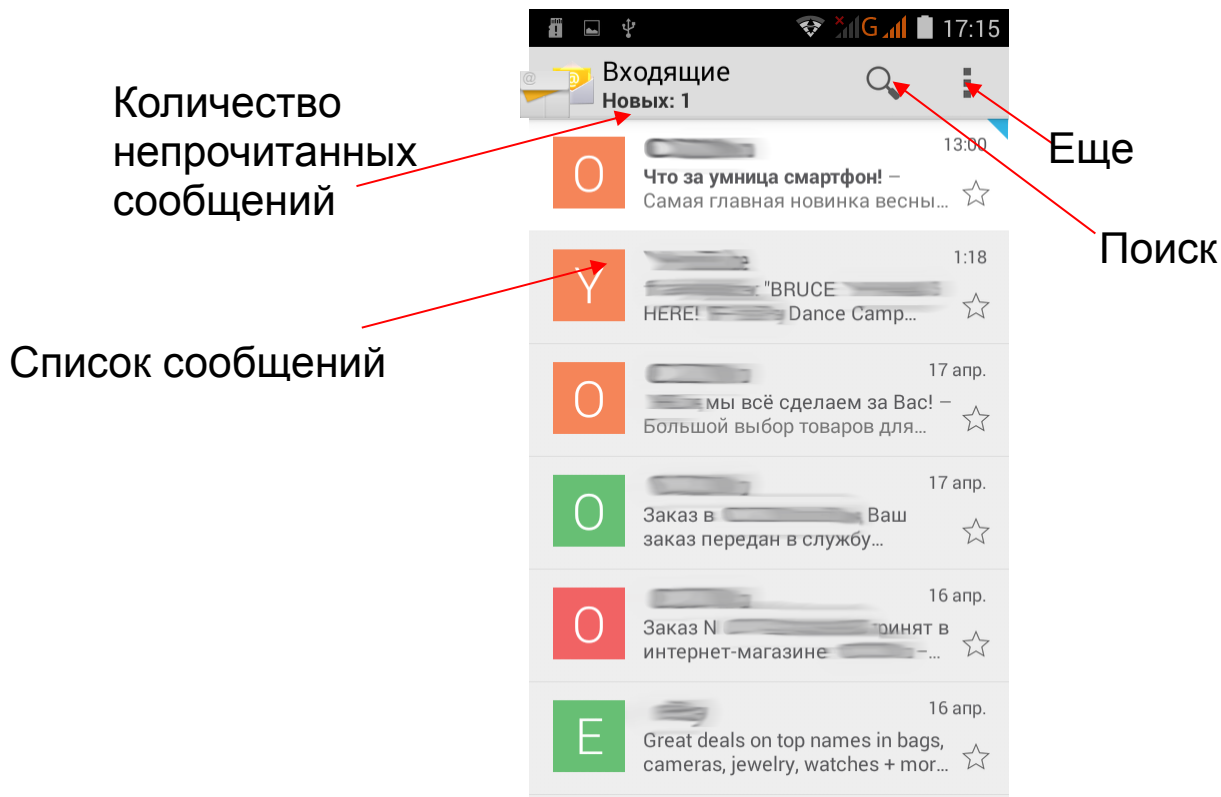 G 17:15
Входящие
Новых: 1
Количество
непрочитанных
сообщений
Еще
Поиск
Список сообщений
O
13:00
Что за умница смартфон! –
Самая главная новинка весны...
Y
1:18
"BRUCE
HERE! Dance Camp...
O
17 апр.
мы всё сделаем за Вас! –
Большой выбор товаров для...
O
17 апр.
Заказ в Ваш
заказ передан в службу...
O
16 апр.
Заказ N в
интернет-магазине –...
E
16 апр.
Great deals on top names in bags,
cameras, jewelry, watches + mor...